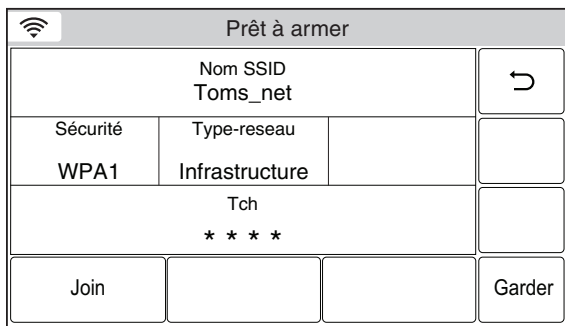 Prêt à armer
Nom SSID
Toms_net
Sécurité Type-reseau
WPA1 Infrastructure
Tch
* * * *
Join Garder